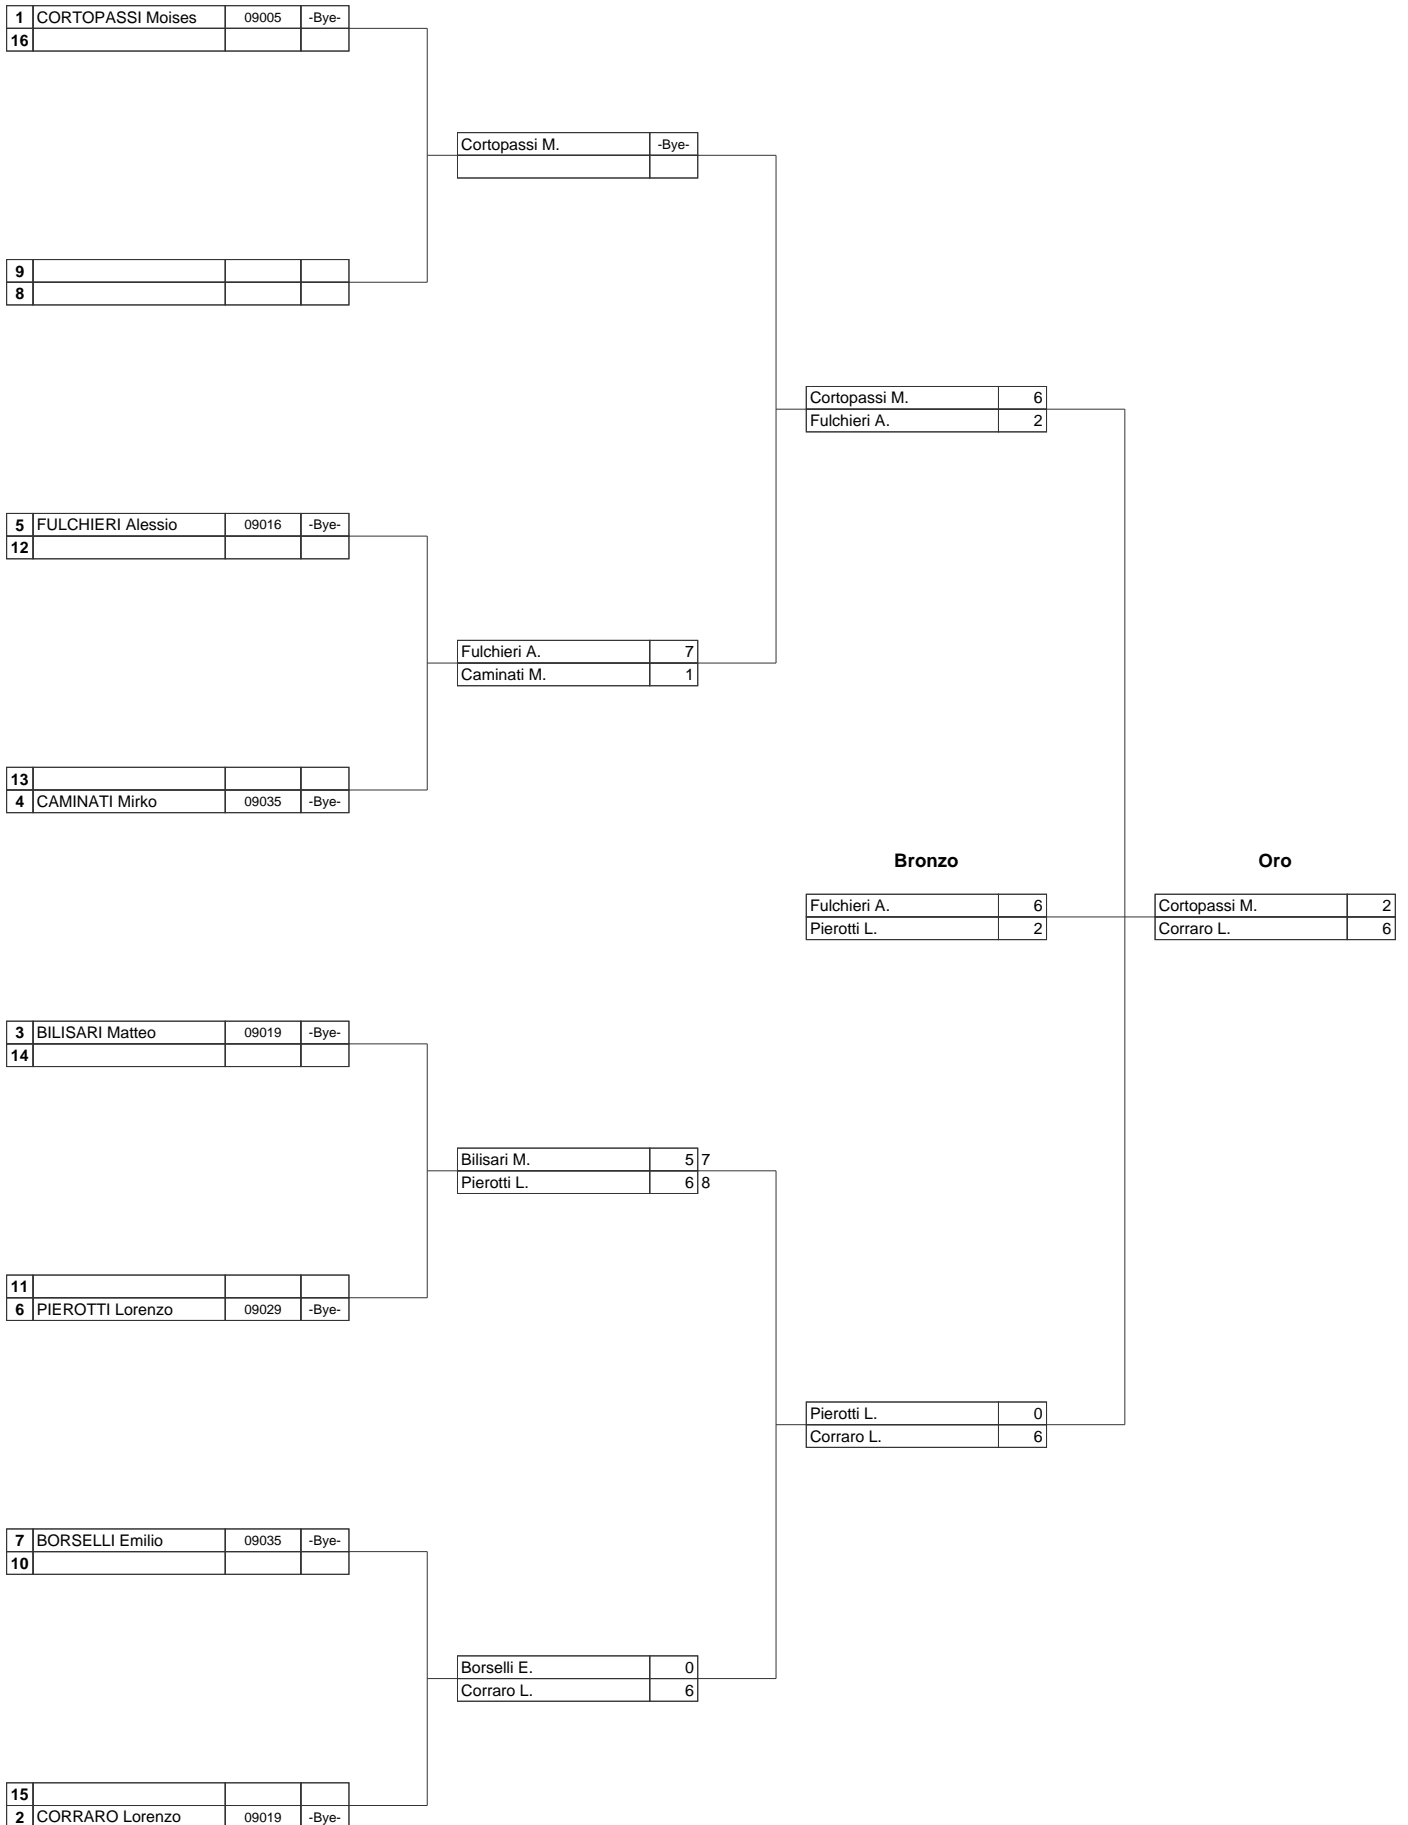 1 CORTOPASSI Moises 09005 -Bye-
16
Cortopassi M. -Bye-
9
8
Cortopassi M. 6
Fulchieri A. 2
5 FULCHIERI Alessio 09016 -Bye-
12
Fulchieri A. 7
Caminati M. 1
13
4 CAMINATI Mirko 09035 -Bye-
Bronzo Oro
Fulchieri A. 6 Cortopassi M. 2
Pierotti L. 2 Corraro L. 6
3 BILISARI Matteo 09019 -Bye-
14
Bilisari M. 5 7
Pierotti L. 6 8
11
6 PIEROTTI Lorenzo 09029 -Bye-
Pierotti L. 0
Corraro L. 6
7 BORSELLI Emilio 09035 -Bye-
10
Borselli E. 0
Corraro L. 6
15
2 CORRARO Lorenzo 09019 -Bye-